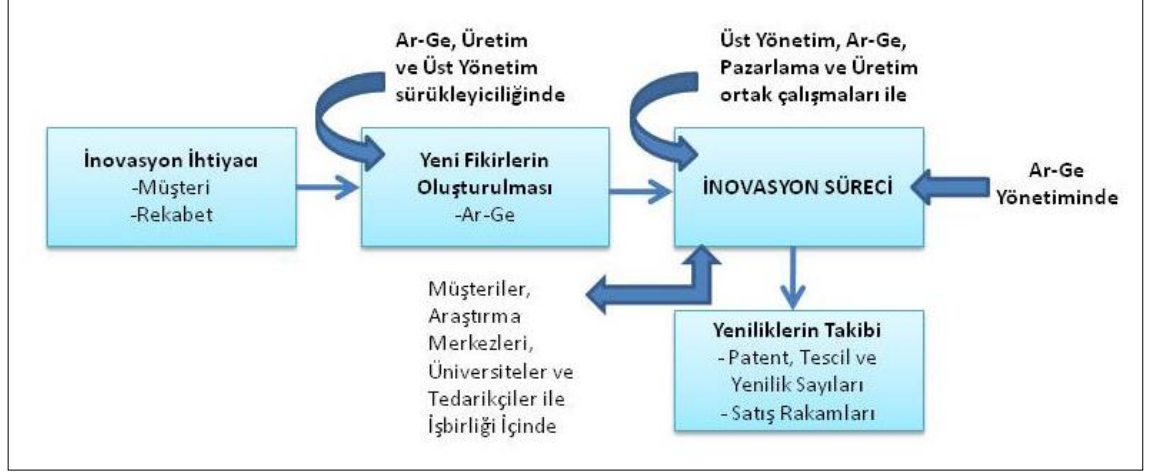 Ar-Ge, Üretim
ve Üst Yönetim
sürükleyiciliğinde
Üst Yönetim, Ar-Ge,
Pazarlama ve Üretim
ortak çalışmaları ile
İnovasyon İhtiyacı
-Müşteri
-Rekabet
Yeni Fikirlerin
Oluşturulması
-Ar-Ge
İNOVASYON SÜRECİ
Ar-Ge
Yönetiminde
Müşteriler,
Araştırma
Merkezleri,
Üniversiteler ve
Tedarikçiler ile
İşbirliği İçinde
Yeniliklerin Takibi
- Patent, Tescil ve
Yenilik Sayıları
- Satış Rakamları